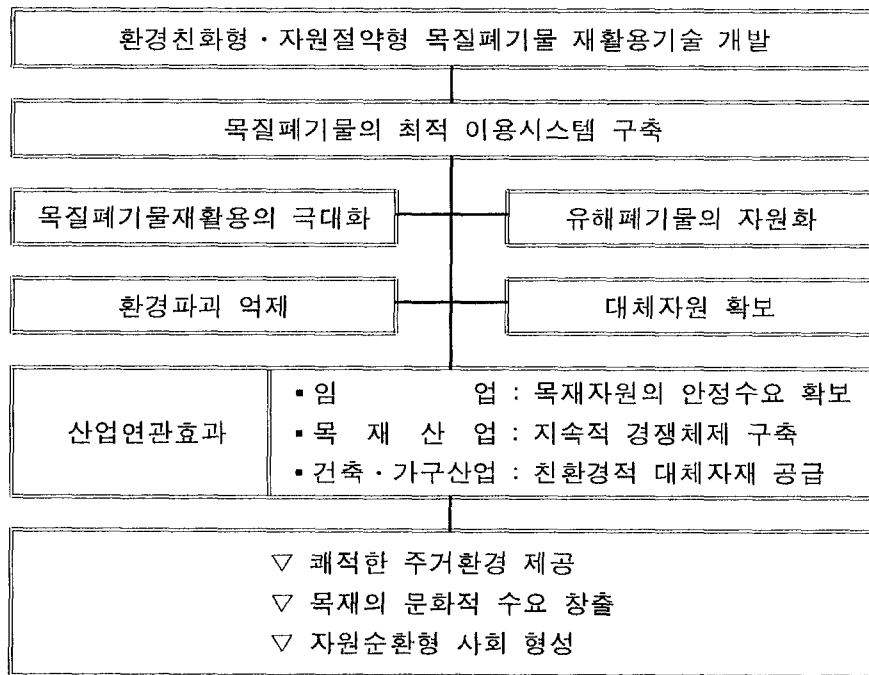 환경친화형·자원절약형 목질폐기물 재활용기술 개발
목질폐기물의 최적 이용시스템 구축
목질폐기물재활용의 극대화
유해폐기물의 자원화
환경파괴 억제
대체자원 확보
산업연관효과
▪ 임 업 : 목재자원의 안정수요 확보
▪ 목 재 산 업 : 지속적 경쟁체제 구축
▪ 건축·가구산업 : 친환경적 대체자재 공급
▽ 쾌적한 주거환경 제공
▽ 목재의 문화적 수요 창출
▽ 자원순환형 사회 형성